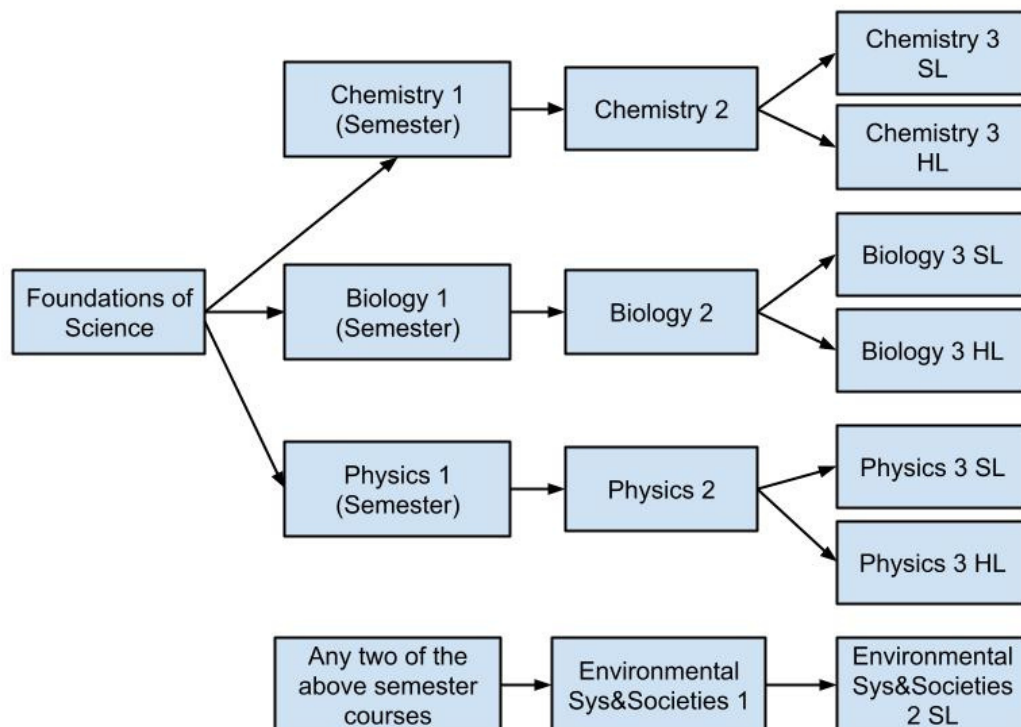 Chemistry 3
SL
Chemistry 1
(Semester)
Chemistry 2
Chemistry 3
HL
Foundations of
Science
Biology 1
(Semester)
Biology 2
Biology 3 SL
Biology 3 HL
Physics 1
(Semester)
Physics 2
Physics 3 SL
Physics 3 HL
Any two of the
above semester
courses
Environmental
Sys&Societies 1
Environmental
Sys&Societies
2 SL